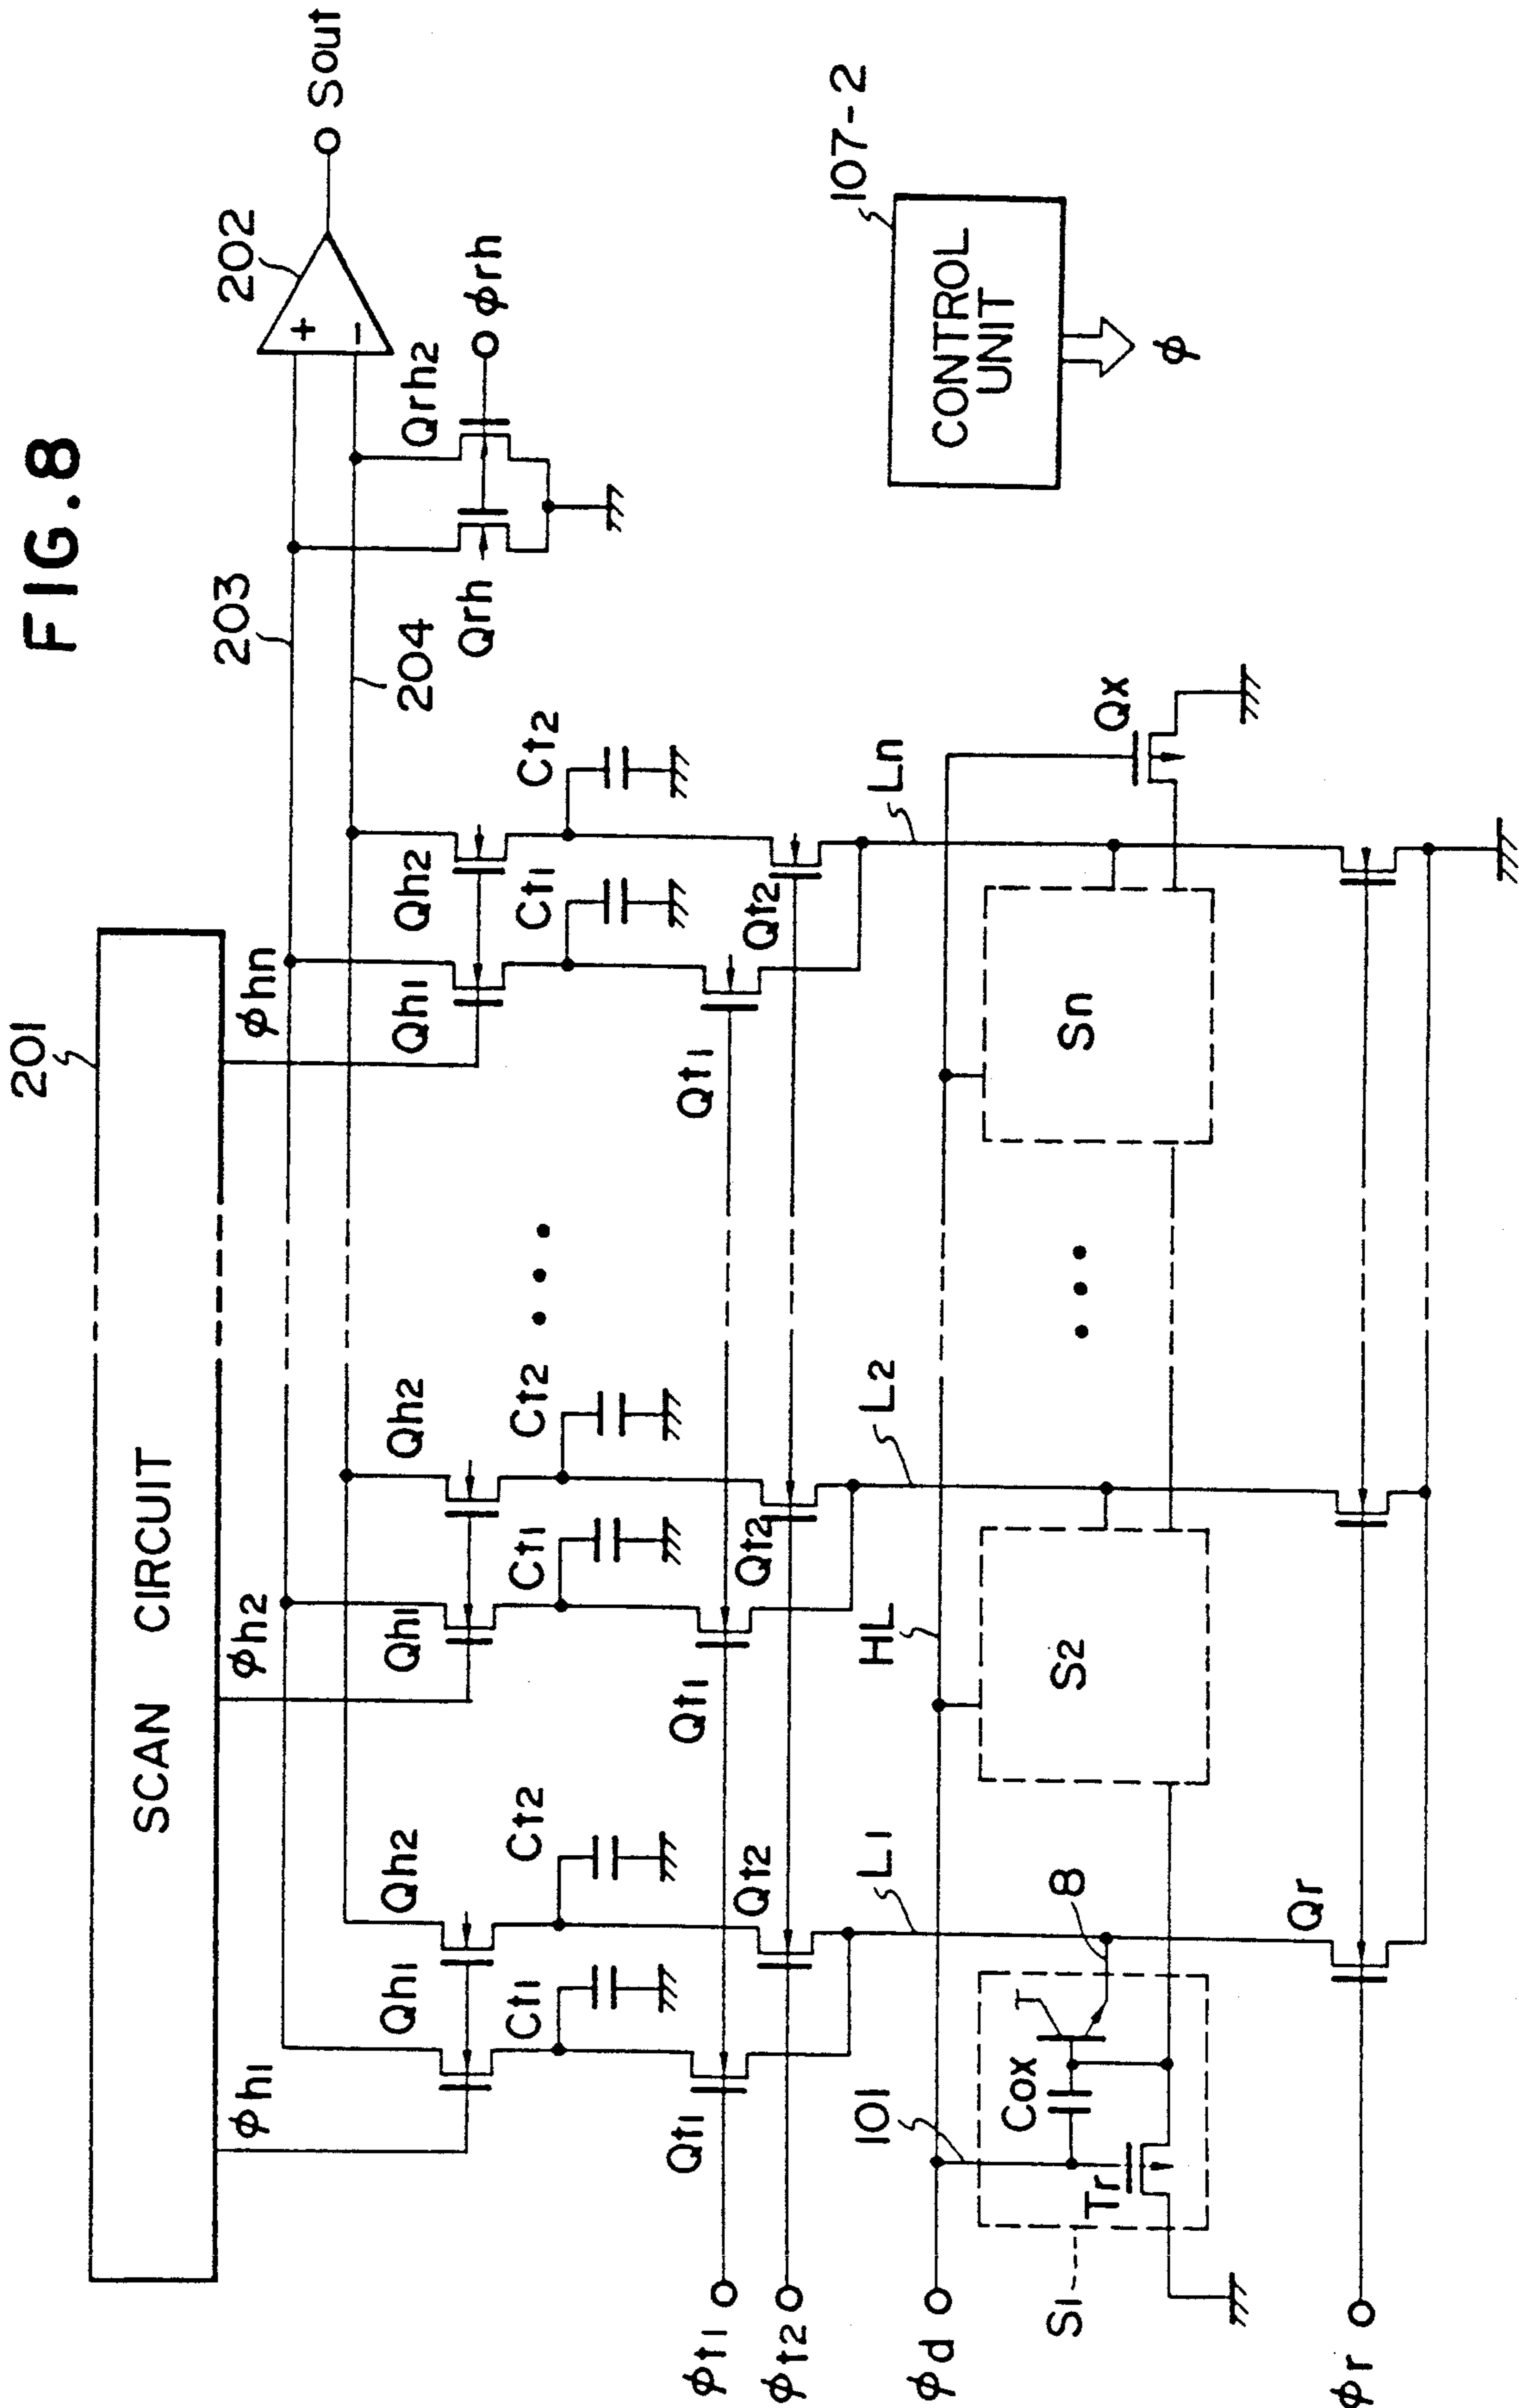 FIG.8
201
SCAN CIRCUIT
φh1
φh2
φhn
203
204
202
+
−
Sout
Qh1
Qh2
Qh1
Qh2
Qh1
Qh2
Qrh
Qrh2
φrh
Ct1
Ct2
Ct1
Ct2
Ct1
Ct2
φt1
Qt1
Qt1
Qt1
φt2
Qt2
Qt2
Qt2
107-2
CONTROL
UNIT
φ
L1
L2
Ln
HL
φd
101
Cox
T
8
Tr
S1
S2
Sn
Qx
φr
Qr